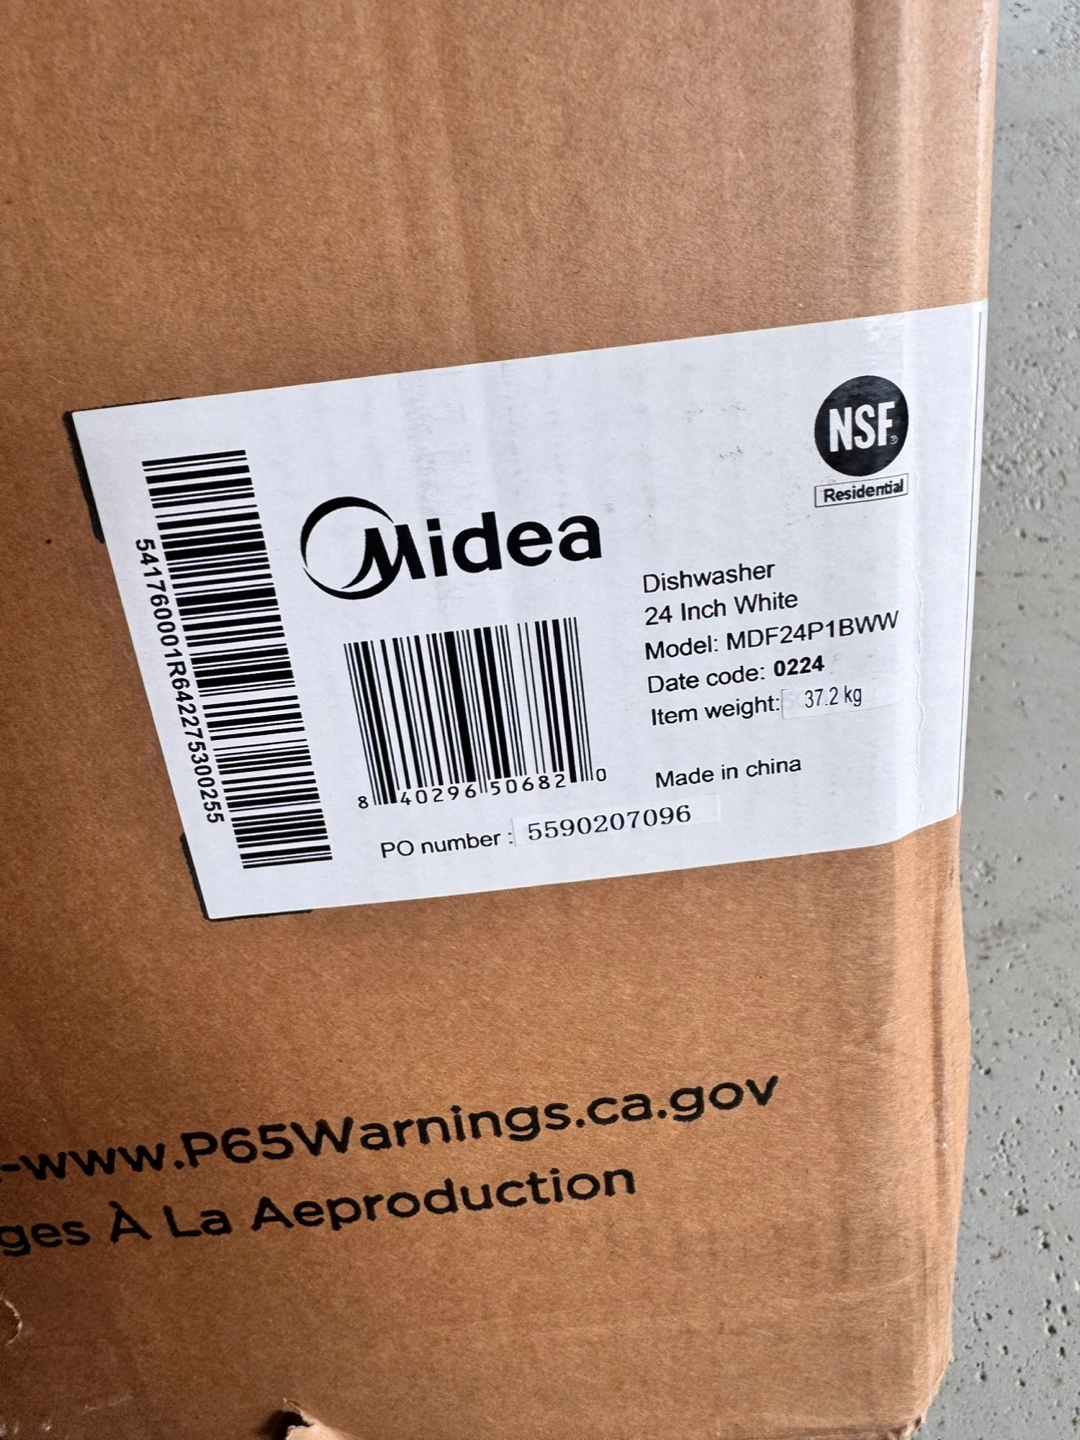 NSF®
Residential
Midea
541760001R642275300255
Dishwasher
24 Inch White
Model: MDF24P1BWW
Date code: 0224
Item weight: 37.2 kg
8 40296 50682 0
Made in china
PO number : 5590207096
-www.P65Warnings.ca.gov
ges À La Aeproduction